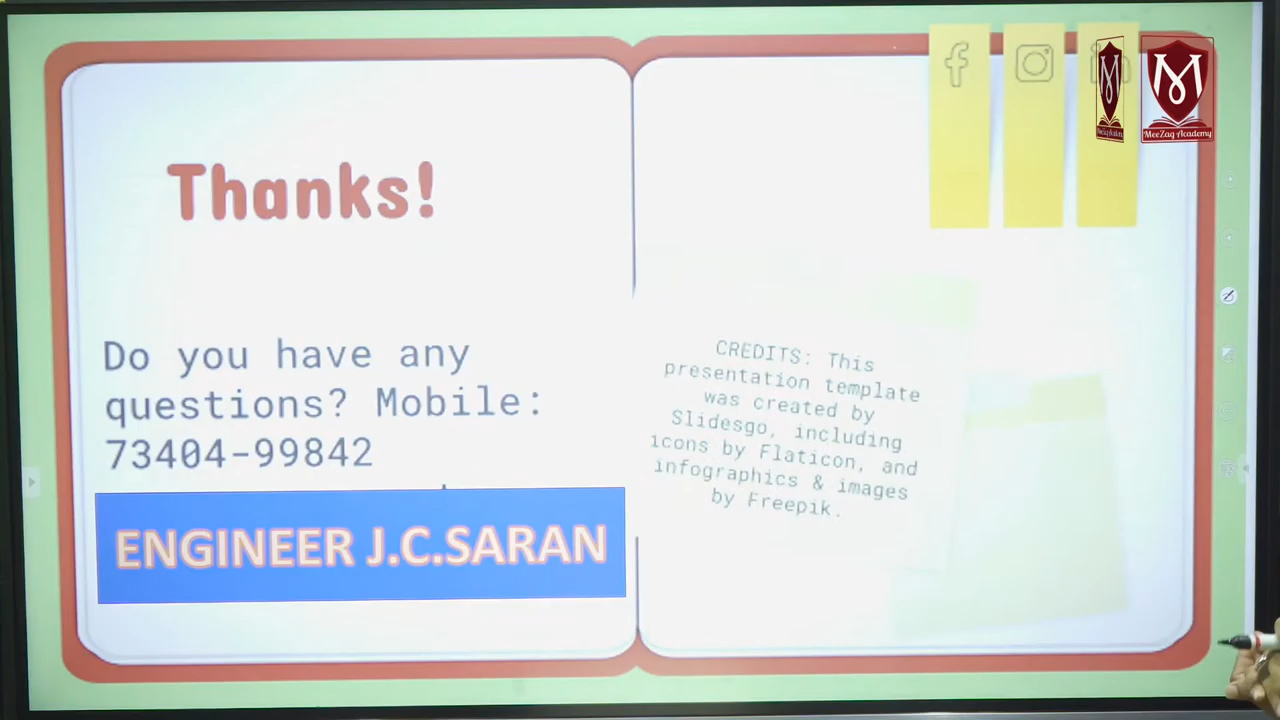 Thanks!
Do you have any
questions? Mobile:
73404-99842
ENGINEER J.C.SARAN
CREDITS: This
presentation template
was created by
Slidesgo, including
icons by Flaticon, and
infographics & images
by Freepik.
MeeZaq Academy